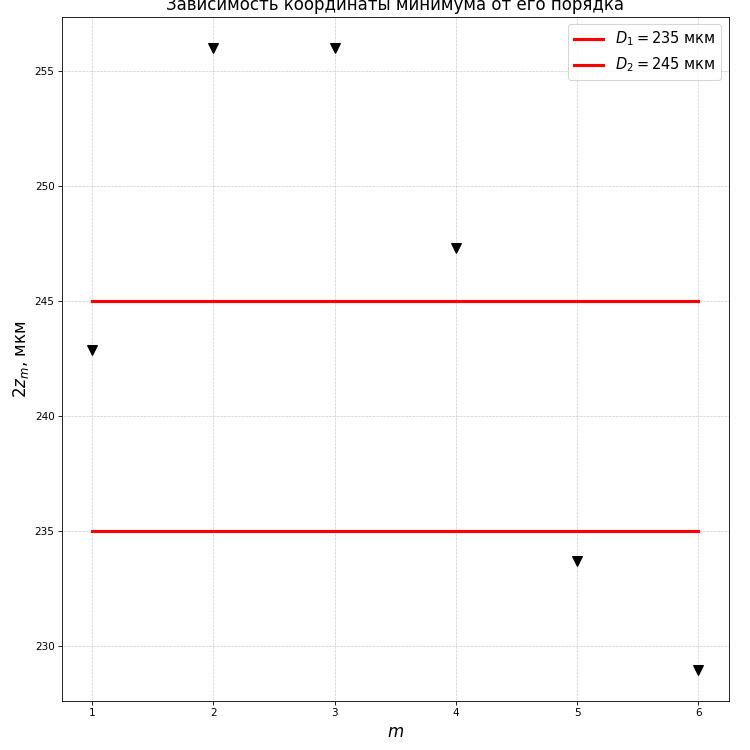 Зависимость координаты минимума от его порядка
D₁ = 235 мкм
D₂ = 245 мкм
255
250
245
240
235
230
2zₘ, мкм
1 2 3 4 5 6
m